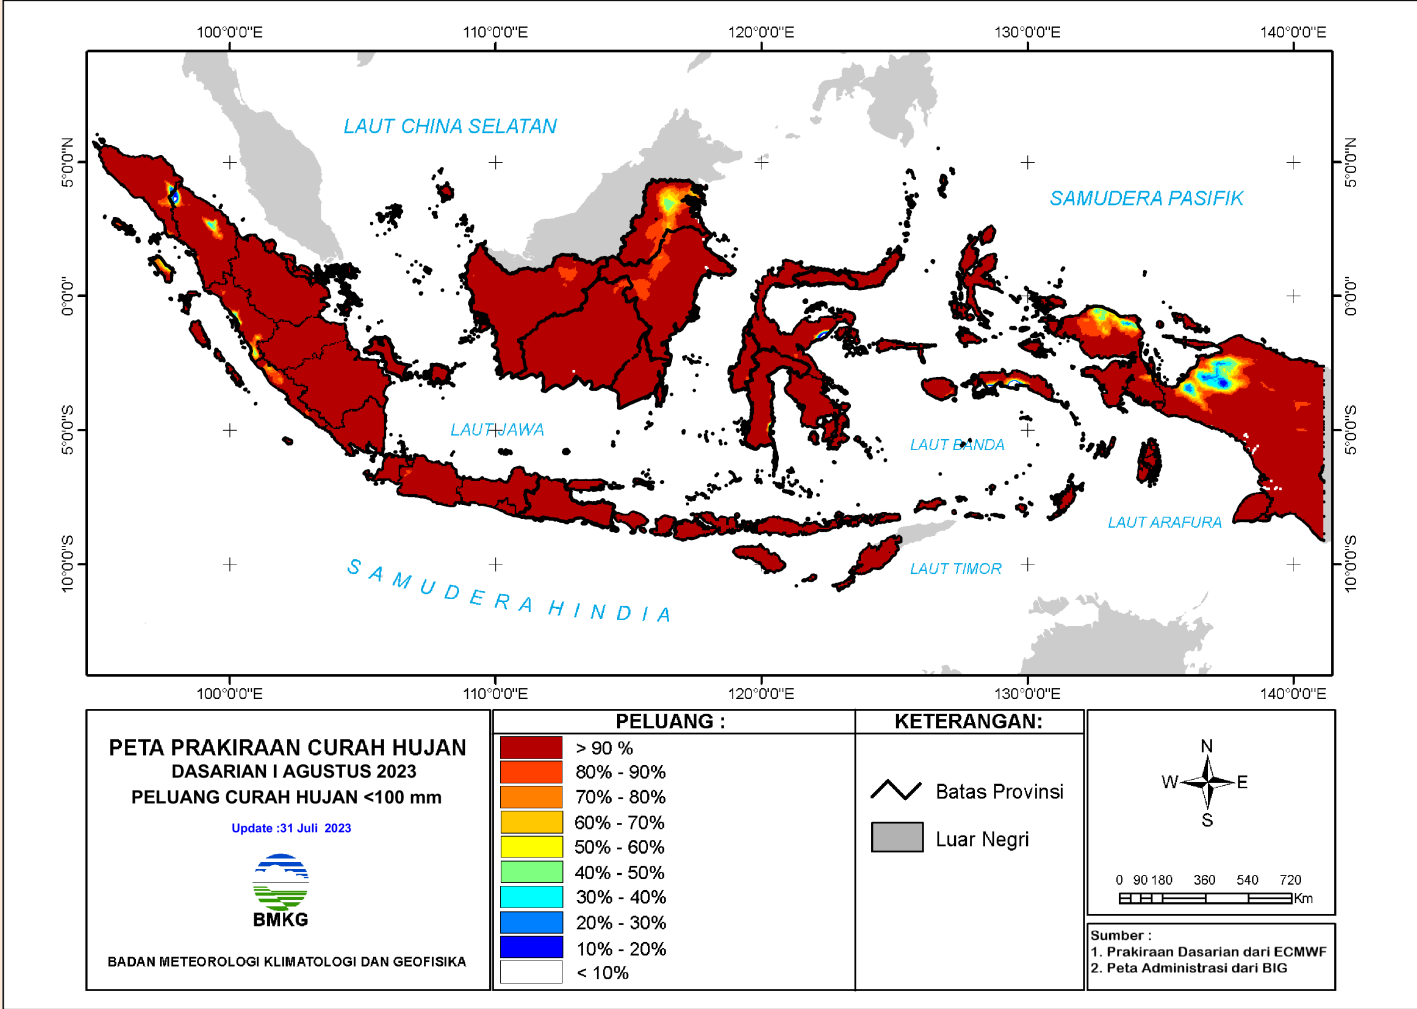 100°0'0"E 110°0'0"E 120°0'0"E 130°0'0"E 140°0'0"E
LAUT CHINA SELATAN
5°0'0"N 5°0'0"N
SAMUDERA PASIFIK
0°0'0" 0°0'0"
5°0'0"S 5°0'0"S
LAUT JAWA
LAUT BANDA
LAUT ARAFURA
10°0'0"S 10°0'0"S
LAUT TIMOR
SAMUDERA HINDIA
100°0'0"E 110°0'0"E 120°0'0"E 130°0'0"E 140°0'0"E
PETA PRAKIRAAN CURAH HUJAN
DASARIAN I AGUSTUS 2023
PELUANG CURAH HUJAN <100 mm
Update :31 Juli 2023
BMKG
BADAN METEOROLOGI KLIMATOLOGI DAN GEOFISIKA
PELUANG :
> 90 %
80% - 90%
70% - 80%
60% - 70%
50% - 60%
40% - 50%
30% - 40%
20% - 30%
10% - 20%
< 10%
KETERANGAN:
Batas Provinsi
Luar Negri
N
W E
S
0 90 180 360 540 720
Km
Sumber :
1. Prakiraan Dasarian dari ECMWF
2. Peta Administrasi dari BIG